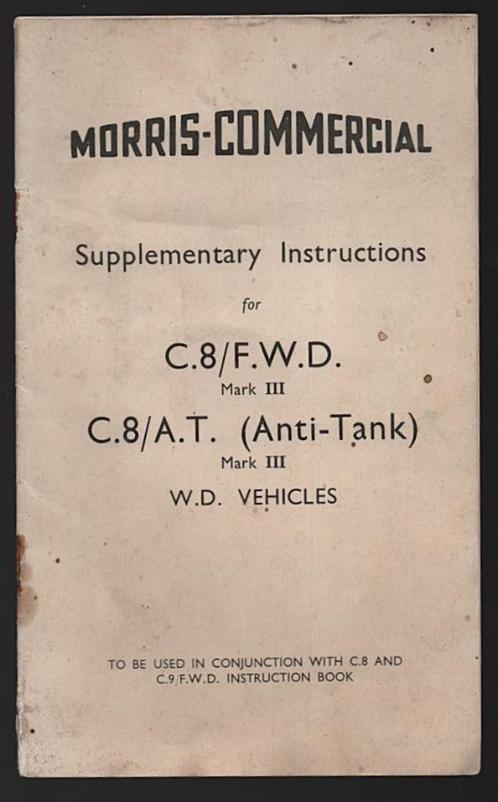 MORRIS-COMMERCIAL
Supplementary Instructions
for
C.8/F.W.D.
Mark III
C.8/A.T. (Anti-Tank)
Mark III
W.D. VEHICLES
TO BE USED IN CONJUNCTION WITH C.8 AND
C.9/F.W.D. INSTRUCTION BOOK